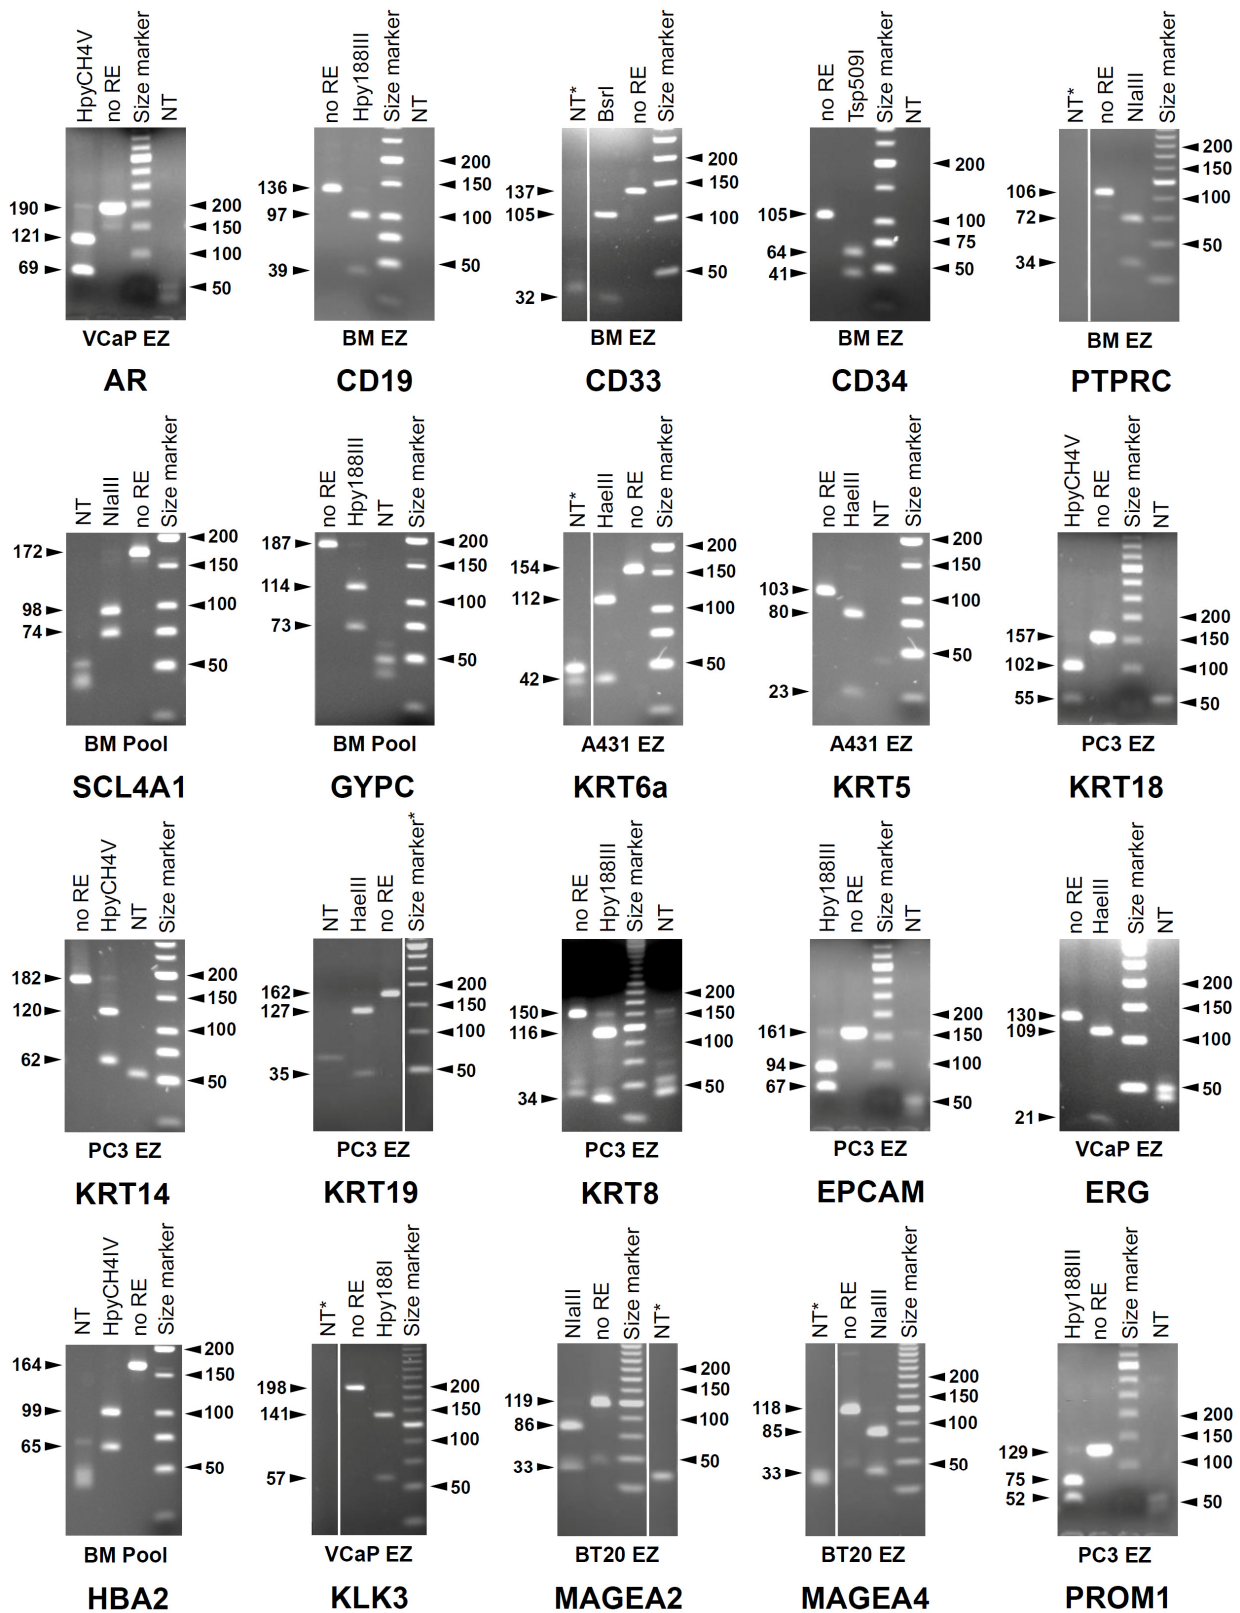 HpyCH4V no RE Size marker NT
190 121 69
200 150 100 50
VCaP EZ
AR
no RE Hpy188III Size marker NT
136 97 39
200 150 100 50
BM EZ
CD19
NT* BsrI no RE Size marker
137 105 32
200 150 100 50
BM EZ
CD33
no RE Tsp509I Size marker NT
105 64 41
200 100 75 50
BM EZ
CD34
NT* no RE NlaIII Size marker
106 72 34
200 150 100 50
BM EZ
PTPRC
NT NlaIII no RE Size marker
172 98 74
200 150 100 50
BM Pool
SCL4A1
no RE Hpy188III NT Size marker
187 114 73
200 150 100 50
BM Pool
GYPC
NT* HaeIII no RE Size marker
154 112 42
200 150 100 50
A431 EZ
KRT6a
no RE HaeIII NT Size marker
103 80 23
200 150 100 50
A431 EZ
KRT5
HpyCH4V no RE Size marker NT
157 102 55
200 150 100 50
PC3 EZ
KRT18
no RE HpyCH4V NT Size marker
182 120 62
200 150 100 50
PC3 EZ
KRT14
NT HaeIII no RE Size marker*
162 127 35
200 150 100 50
PC3 EZ
KRT19
no RE Hpy188III Size marker NT
150 116 34
200 150 100 50
PC3 EZ
KRT8
Hpy188III no RE Size marker NT
161 94 67
200 150 100 50
PC3 EZ
EPCAM
no RE HaeIII Size marker NT
130 109 21
200 150 100 50
VCaP EZ
ERG
NT HpyCH4IV no RE Size marker
164 99 65
200 150 100 50
BM Pool
HBA2
NT* no RE Hpy188I Size marker
198 141 57
200 150 100 50
VCaP EZ
KLK3
NlaIII no RE Size marker NT*
119 86 33
200 150 100 50
BT20 EZ
MAGEA2
NT* no RE NlaIII Size marker
118 85 33
200 150 100 50
BT20 EZ
MAGEA4
Hpy188III no RE Size marker NT
129 75 52
200 150 100 50
PC3 EZ
PROM1